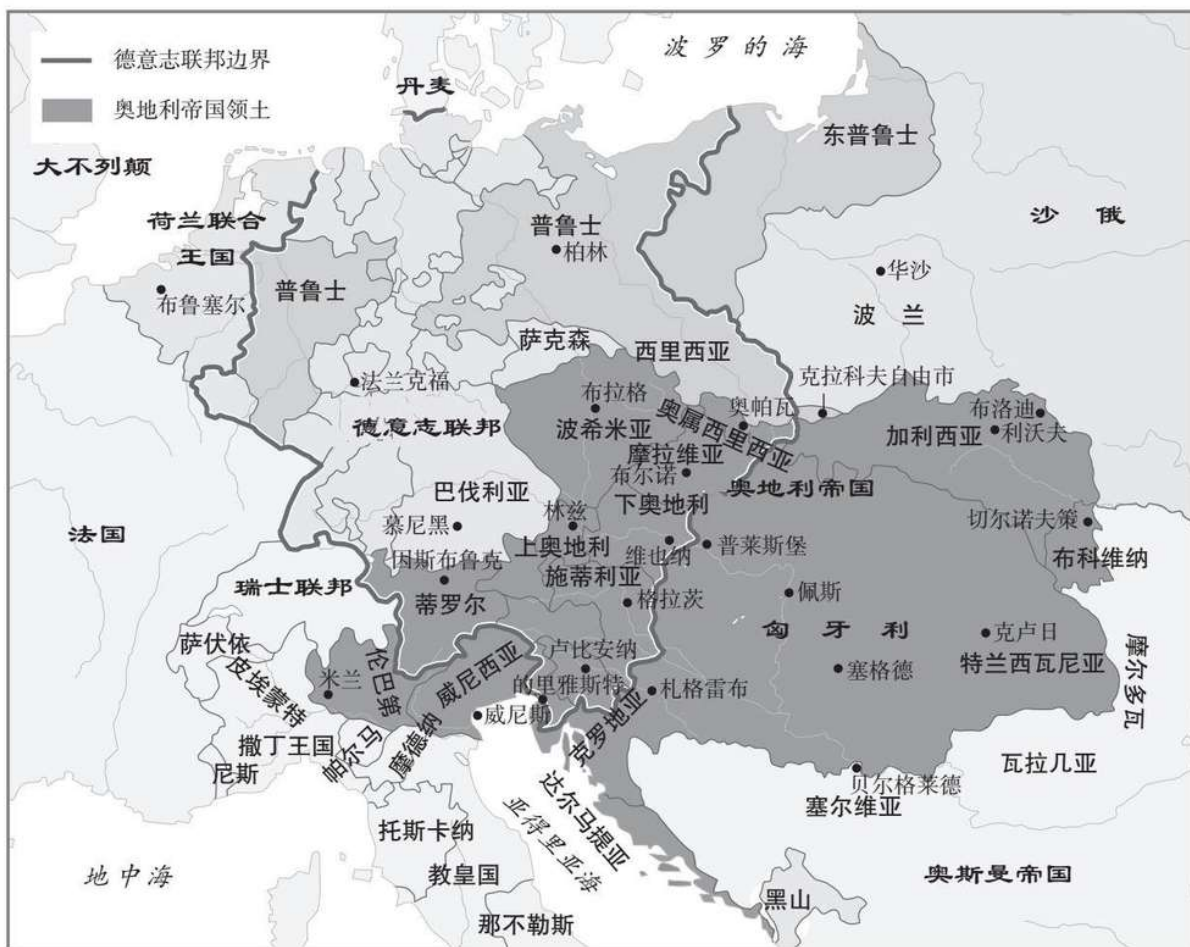 德意志联邦边界
奥地利帝国领土
波罗的海
丹麦
大不列颠
东普鲁士
荷兰联合
王国
普鲁士
柏林
沙俄
华沙
布鲁塞尔
普鲁士
波兰
萨克森
西里西亚
法兰克福
克拉科夫自由市
布拉格
奥帕瓦
布洛迪
德意志联邦
波希米亚
奥属西里西亚
加利西亚
利沃夫
摩拉维亚
布尔诺
巴伐利亚
奥地利帝国
下奥地利
林兹
慕尼黑
切尔诺夫策
法国
上奥地利
维也纳
普莱斯堡
因斯布鲁克
布科维纳
瑞士联邦
施蒂利亚
佩斯
蒂罗尔
格拉茨
匈牙利
克卢日
萨伏依
卢比安纳
特兰西瓦尼亚
摩尔多瓦
塞格德
米兰
伦巴第
威尼西亚
的里雅斯特
札格雷布
皮埃蒙特
威尼斯
克罗地亚
撒丁王国
帕尔马
摩德纳
尼斯
瓦拉几亚
贝尔格莱德
塞尔维亚
达尔马提亚
亚得里亚海
托斯卡纳
地中海
教皇国
奥斯曼帝国
黑山
那不勒斯